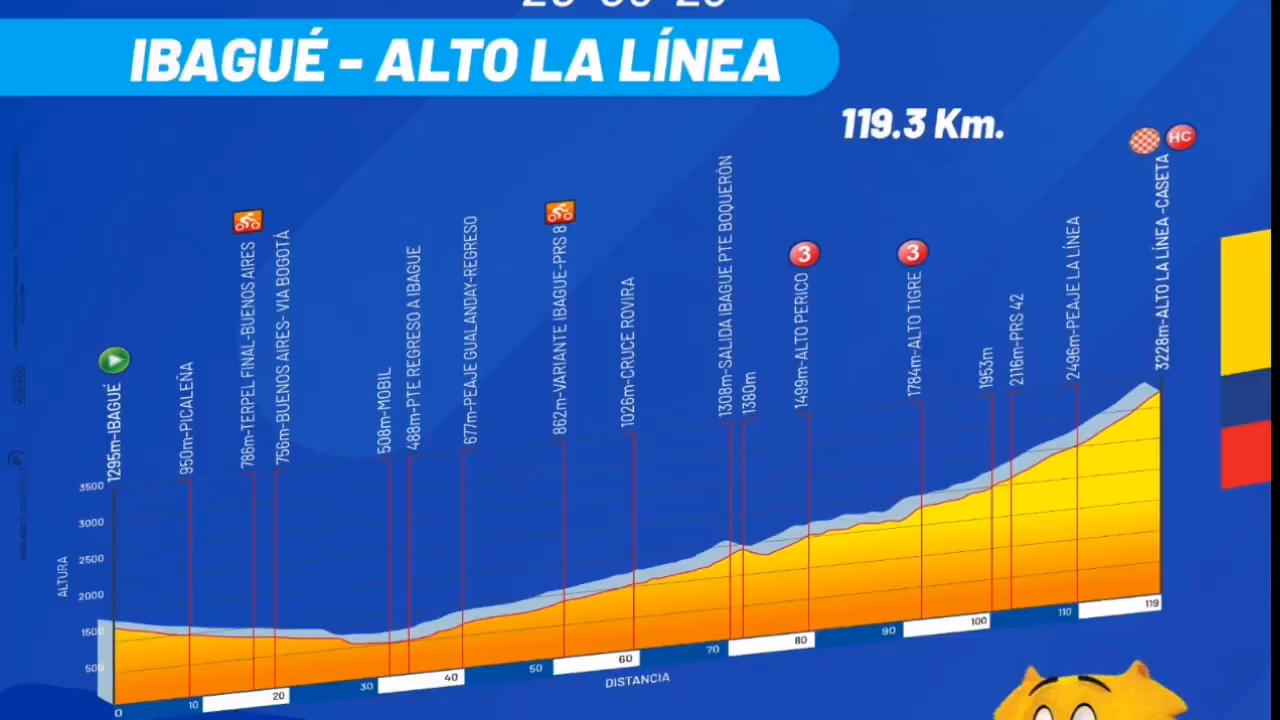 IBAGUÉ - ALTO LA LÍNEA
119.3 Km.
HC
3
3
1295m-IBAGUÉ
950m-PICALEÑA
786m-TERPEL FINAL-BUENOS AIRES
756m-BUENOS AIRES- VIA BOGOTÁ
508m-MOBIL
488m-PTE REGRESO A IBAGUE
677m-PEAJE GUALANDAY-REGRESO
862m-VARIANTE IBAGUE-PRS 8
1026m-CRUCE ROVIRA
1308m-SALIDA IBAGUE PTE BOQUERÓN
1380m
1499m-ALTO PERICO
1784m-ALTO TIGRE
1953m
2116m-PRS 42
2496m-PEAJE LA LÍNEA
3228m-ALTO LA LÍNEA -CASETA
ALTURA
3500
3000
2500
2000
1500
500
0
10
20
30
40
50
60
70
80
90
100
110
119
DISTANCIA